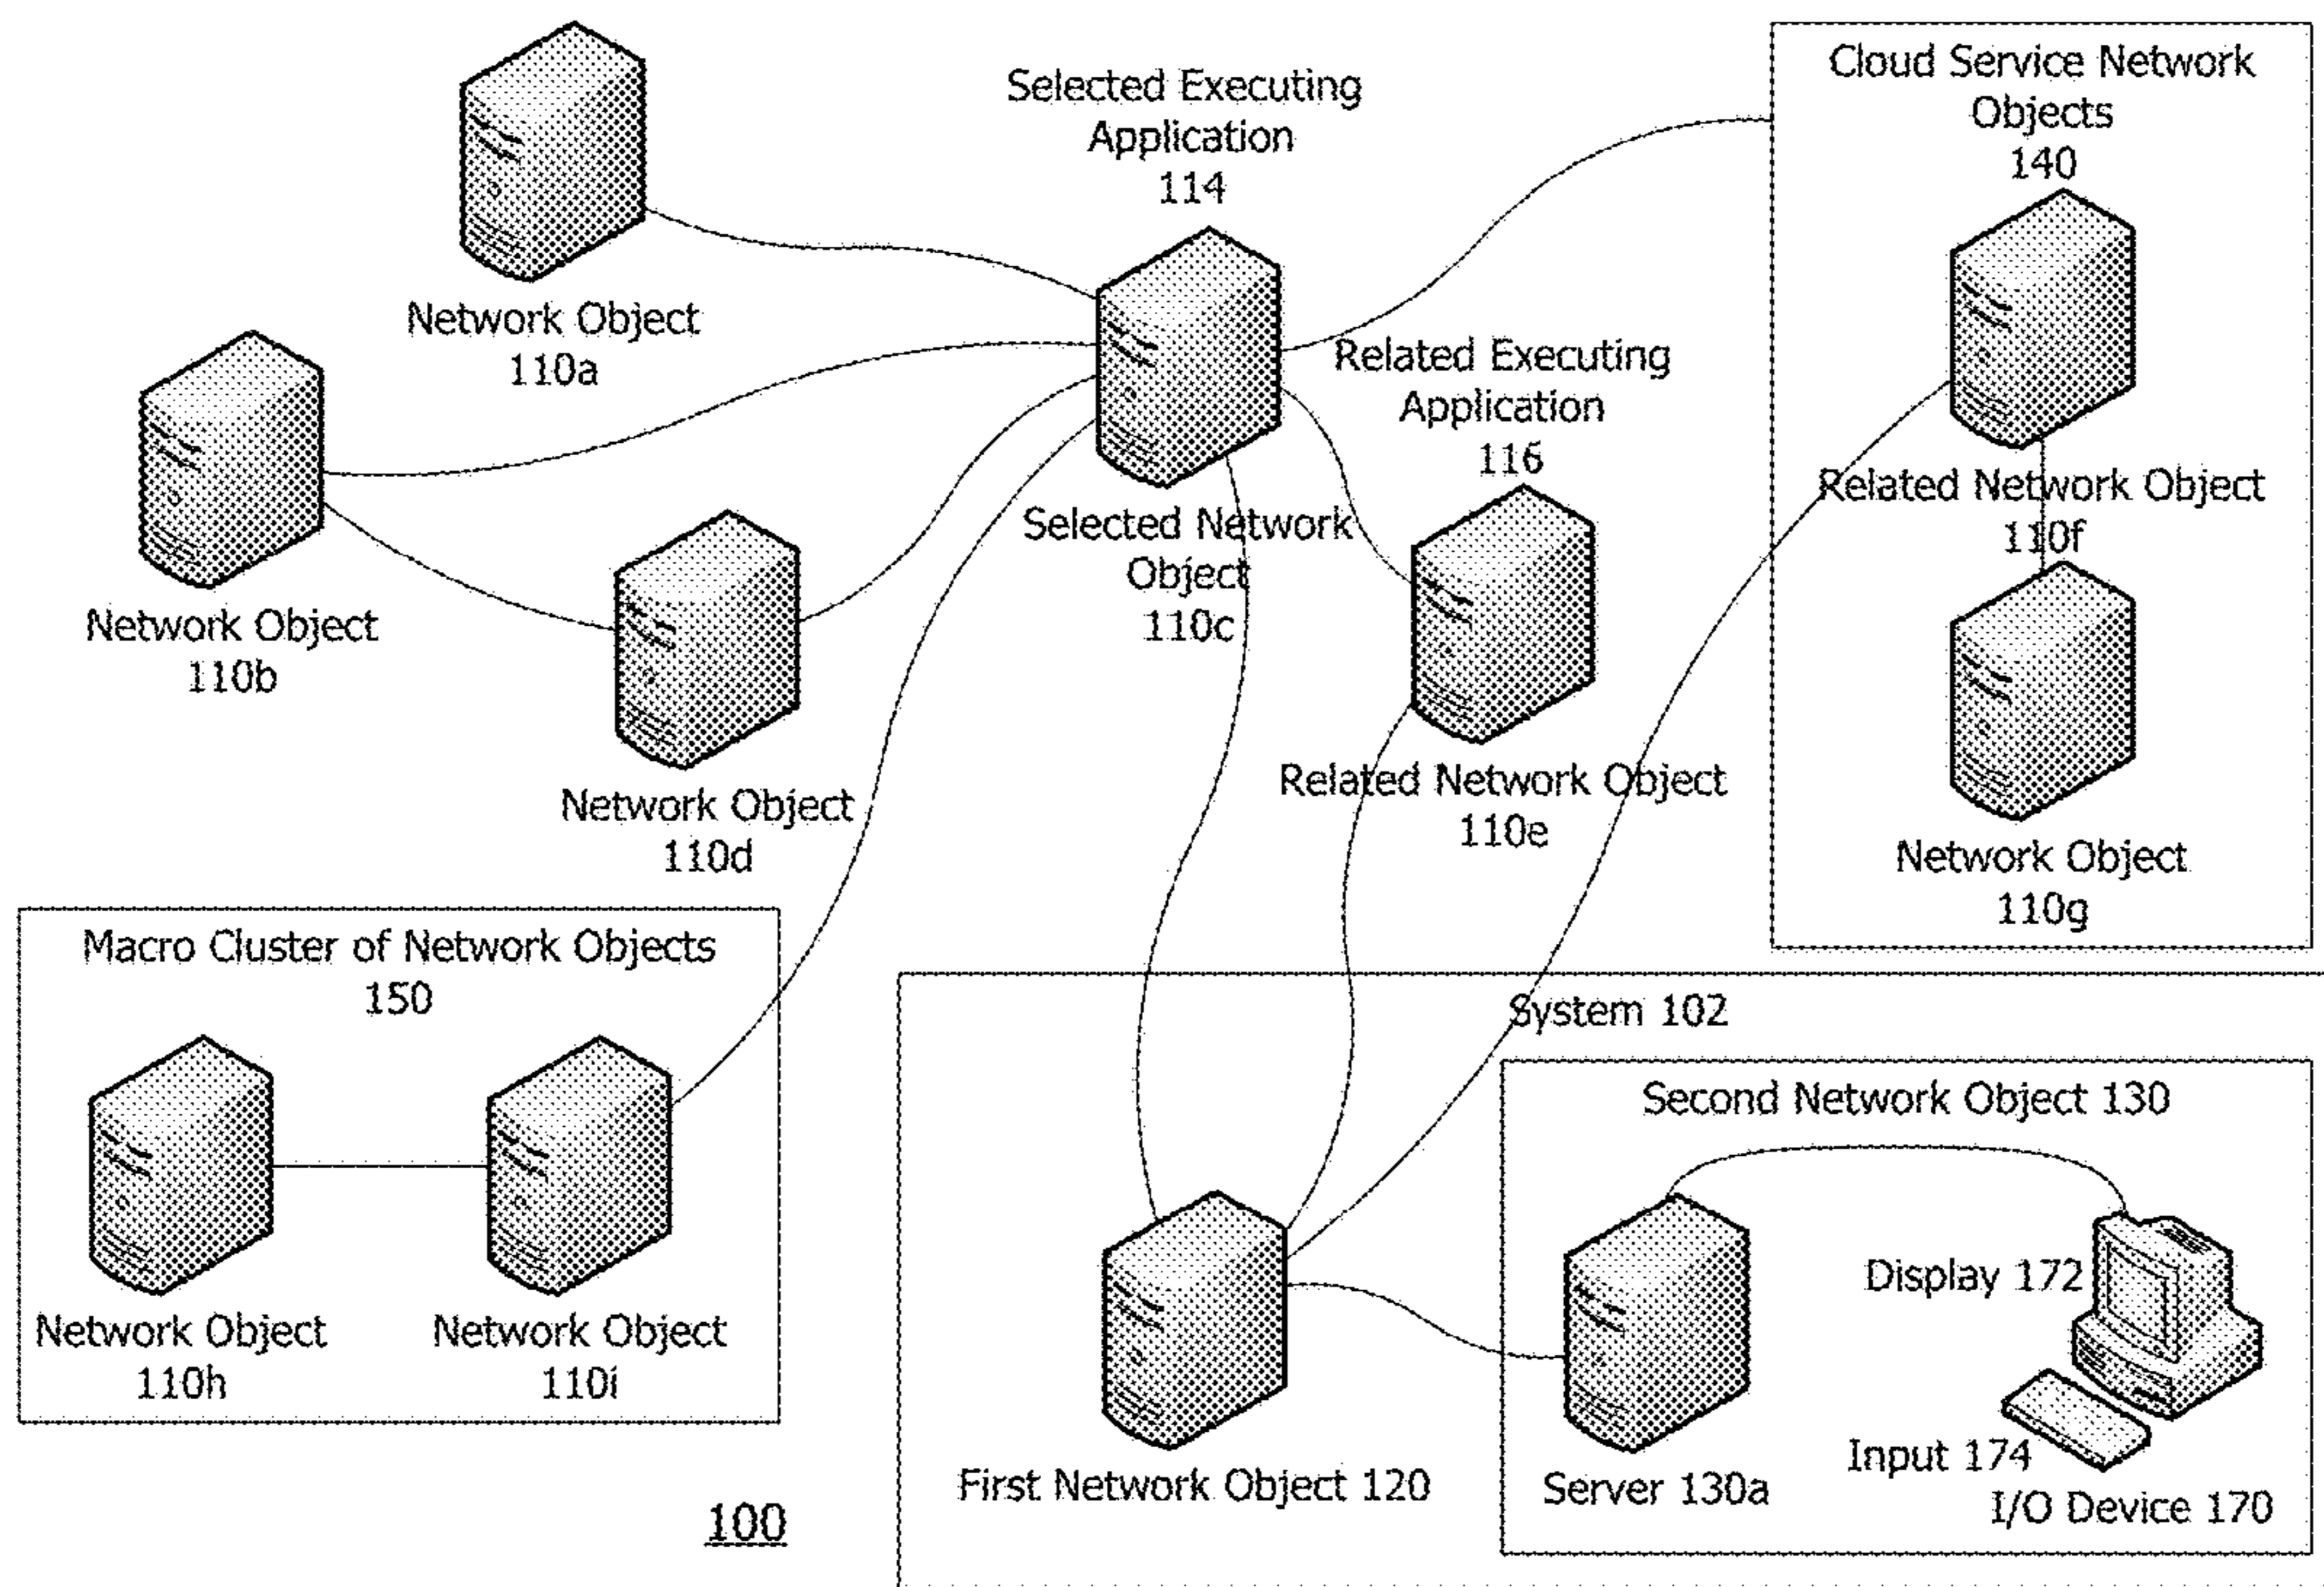 Selected Executing
Application
114
Cloud Service Network
Objects
140
Network Object
110a
Related Executing
Application
116
Related Network Object
110f
Selected Network
Object
110c
Network Object
110b
Network Object
110d
Related Network Object
110e
Network Object
110g
Macro Cluster of Network Objects
150
Network Object
110h
Network Object
110i
System 102
Second Network Object 130
Display 172
Input 174
I/O Device 170
Server 130a
First Network Object 120
100